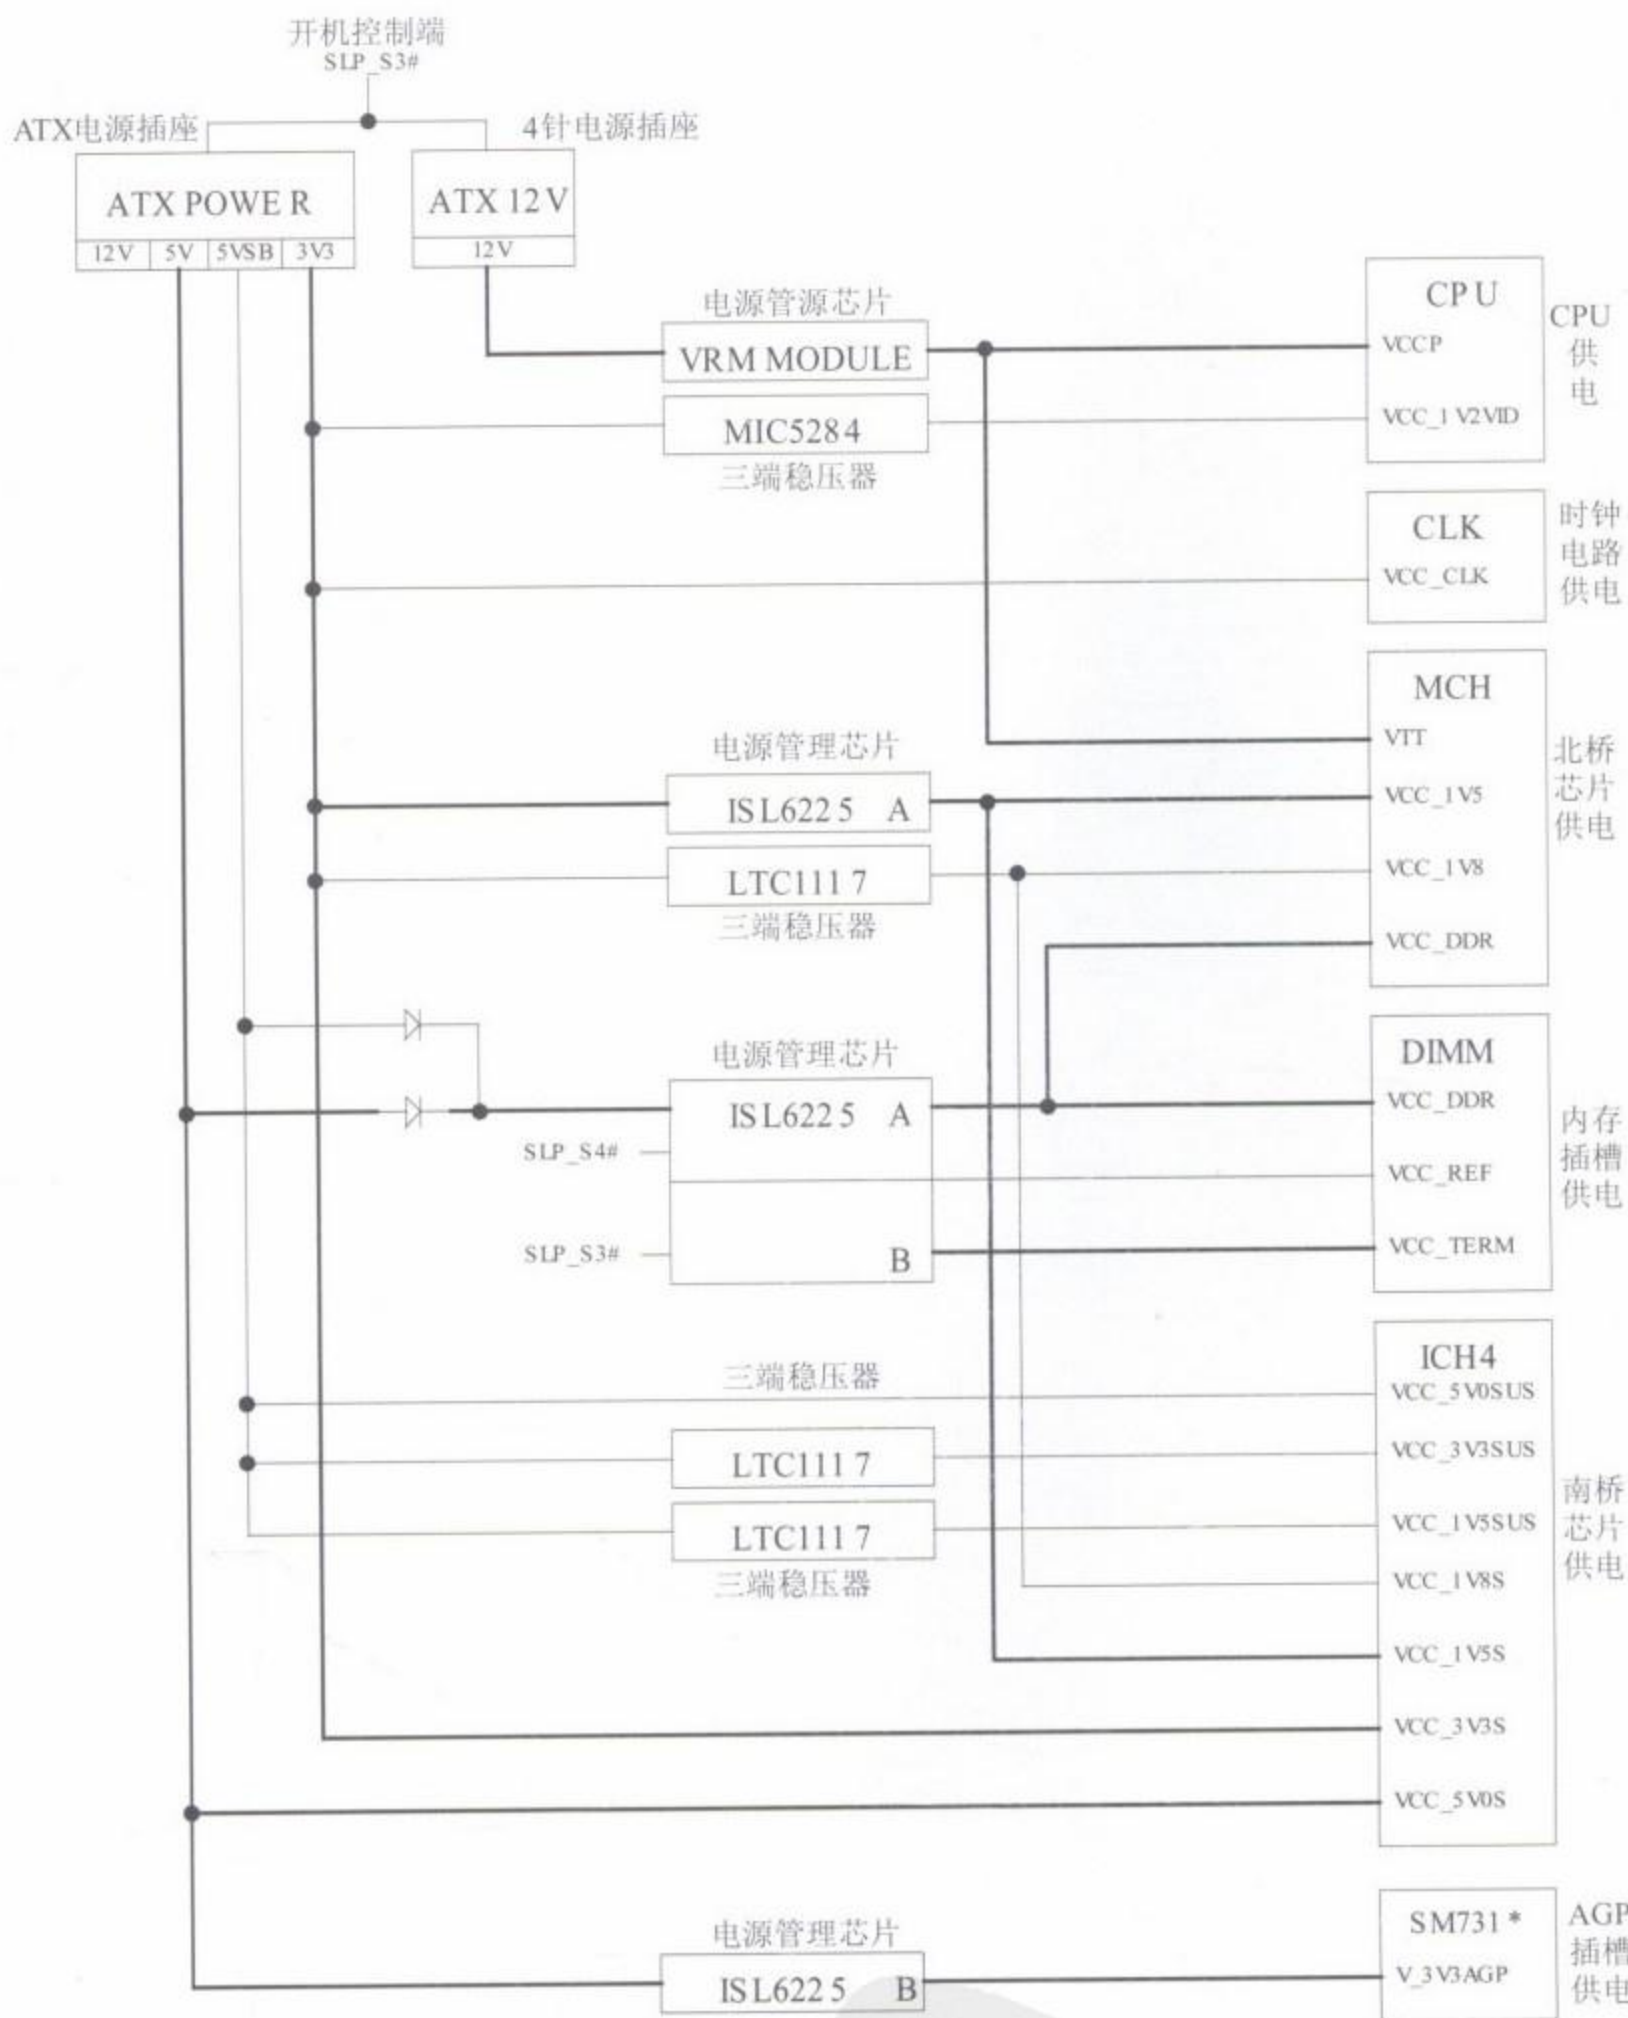 开机控制端
SLP_S3#
ATX电源插座
4针电源插座
ATX POWER
ATX 12V
12V
5V
5VSB
3V3
12V
电源管源芯片
VRM MODULE
MIC5284
三端稳压器
CPU
VCCP
VCC_1V2VID
CPU
供
电
CLK
VCC_CLK
时钟
电路
供电
电源管理芯片
ISL6225 A
LTC1117
三端稳压器
MCH
VTT
VCC_1V5
VCC_1V8
VCC_DDR
北桥
芯片
供电
电源管理芯片
ISL6225 A
SLP_S4#
SLP_S3#
B
DIMM
VCC_DDR
VCC_REF
VCC_TERM
内存
插槽
供电
三端稳压器
LTC1117
LTC1117
三端稳压器
ICH4
VCC_5V0SUS
VCC_3V3SUS
VCC_1V5SUS
VCC_1V8S
VCC_1V5S
VCC_3V3S
VCC_5V0S
南桥
芯片
供电
电源管理芯片
ISL6225 B
SM731*
V_3V3AGP
AGP
插槽
供电